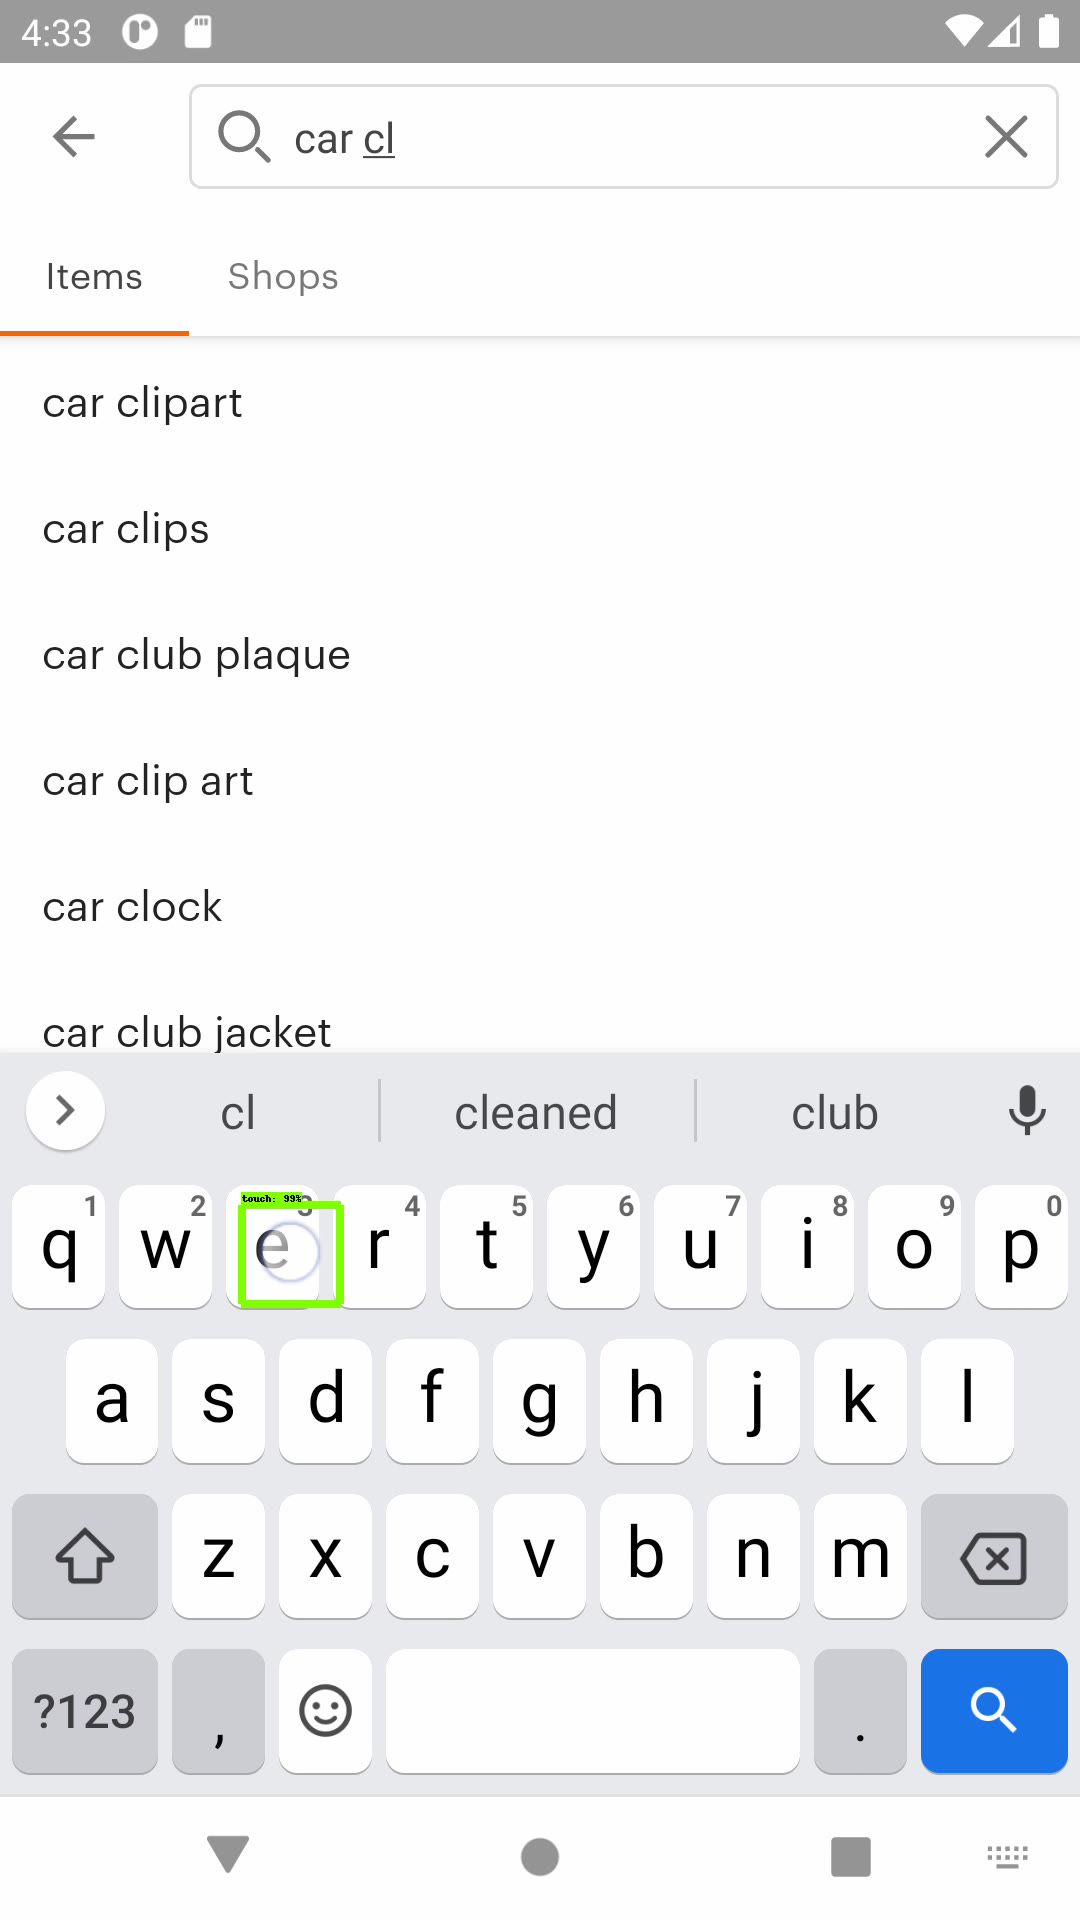 4:33
car cl
Items Shops
car clipart
car clips
car club plaque
car clip art
car clock
car club jacket
cl cleaned club
touch: 99%
1 2 3 4 5 6 7 8 9 0
q w e r t y u i o p
a s d f g h j k l
z x c v b n m
?123 , .